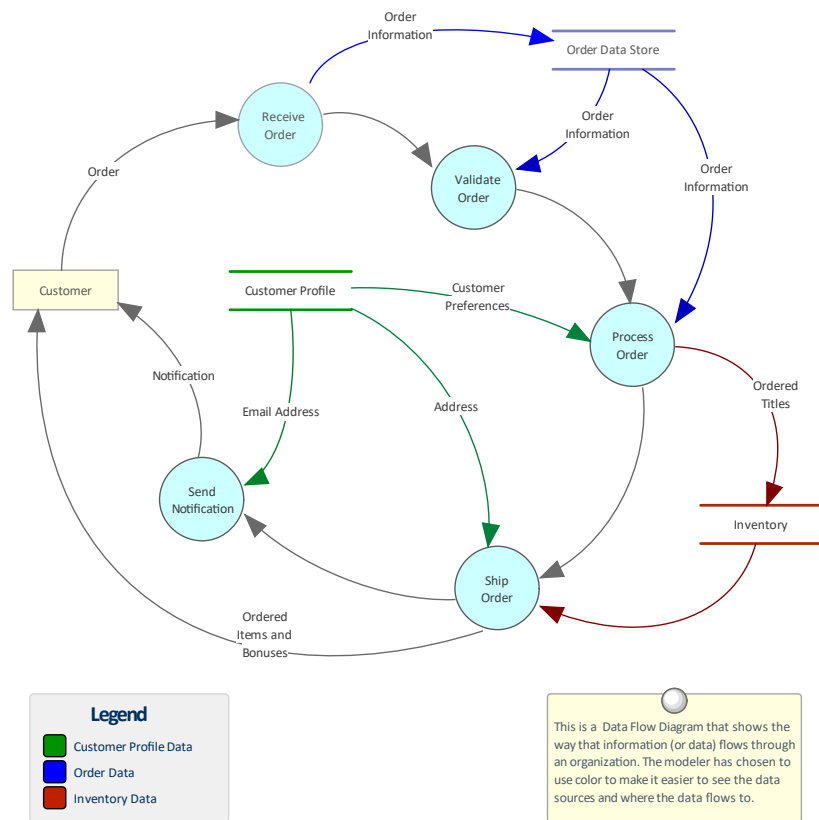 Order
Information
Order Data Store
Receive
Order
Order
Information
Validate
Order
Order
Information
Order
Customer
Customer Profile
Customer
Preferences
Process
Order
Notification
Email Address
Address
Ordered
Titles
Send
Notification
Inventory
Ship
Order
Ordered
Items and
Bonuses
Legend
Customer Profile Data
Order Data
Inventory Data
This is a Data Flow Diagram that shows the
way that information (or data) flows through
an organization. The modeler has chosen to
use color to make it easier to see the data
sources and where the data flows to.